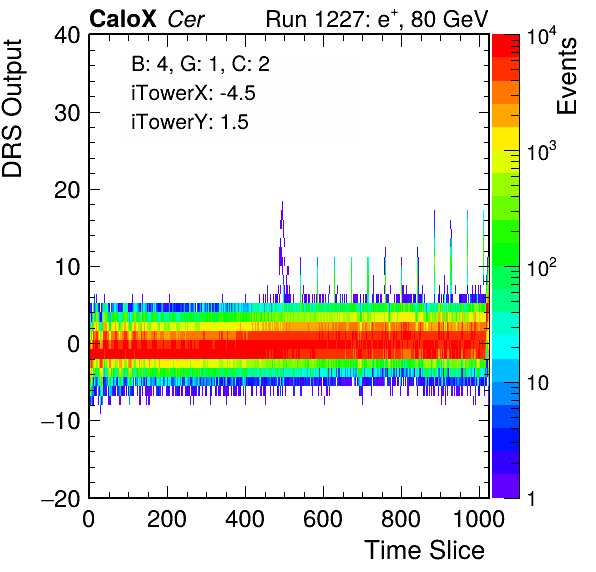 CaloX Cer
Run 1227: e+, 80 GeV
B: 4, G: 1, C: 2
iTowerX: -4.5
iTowerY: 1.5
DRS Output
40
30
20
10
0
−10
−20
0 200 400 600 800 1000
Time Slice
10^4
10^3
10^2
10
1
Events